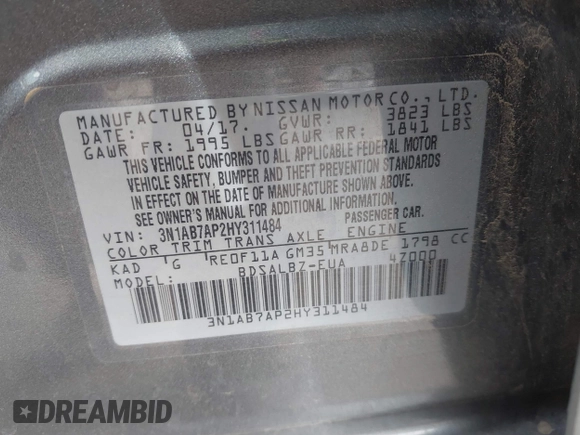 MANUFACTURED BY NISSAN MOTOR CO., LTD.
DATE: 04/17. GVWR: 3823 LBS
GAWR FR: 1995 LBS GAWR RR: 1841 LBS
THIS VEHICLE CONFORMS TO ALL APPLICABLE FEDERAL MOTOR
VEHICLE SAFETY, BUMPER AND THEFT PREVENTION STANDARDS
IN EFFECT ON THE DATE OF MANUFACTURE SHOWN ABOVE.
SEE OWNER'S MANUAL FOR ADDITIONAL INFORMATION.
VIN: 3N1AB7AP2HY311484 PASSENGER CAR.
COLOR TRIM TRANS AXLE ENGINE
KAD G RE0F11A GM35 MRA8DE 1798 CC
BDSALBZ-EUA 4Z000
3N1AB7AP2HY311484
DREAMBID